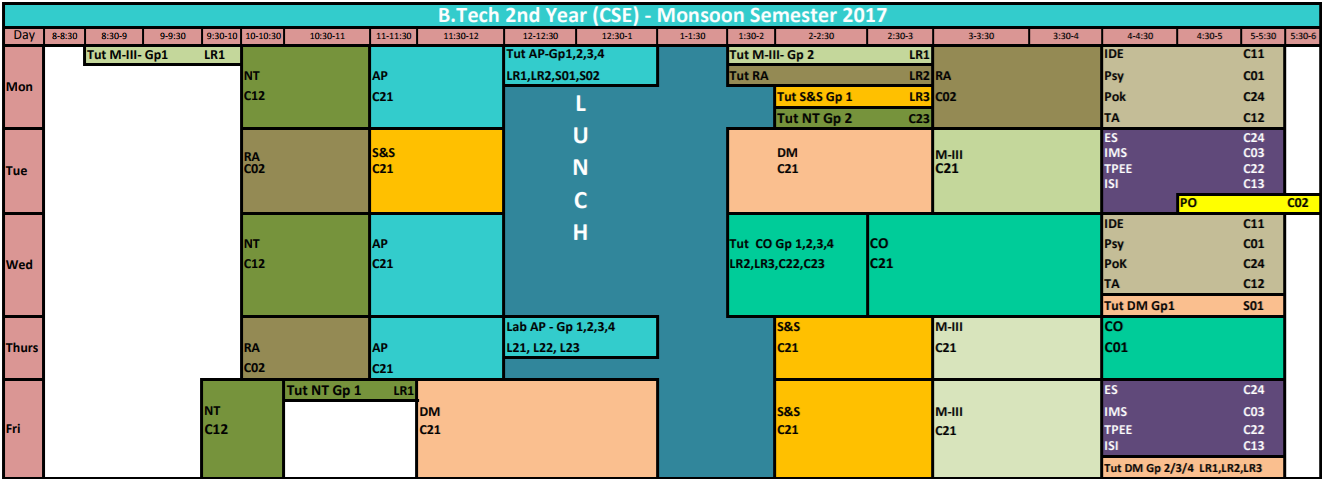 B.Tech 2nd Year (CSE) - Monsoon Semester 2017
Day 8-8:30 8:30-9 9-9:30 9:30-10 10-10:30 10:30-11 11-11:30 11:30-12 12-12:30 12:30-1 1-1:30 1:30-2 2-2:30 2:30-3 3-3:30 3:30-4 4-4:30 4:30-5 5-5:30 5:30-6
Mon
Tut M-III- Gp1 LR1
NT
C12
AP
C21
Tut AP-Gp1,2,3,4
LR1,LR2,S01,S02
Tut M-III- Gp 2 LR1
Tut RA LR2
Tut S&S Gp 1 LR3
Tut NT Gp 2 C23
RA
C02
IDE C11
Psy C01
Pok C24
TA C12
L
U
N
C
H
Tue
RA
C02
S&S
C21
DM
C21
M-III
C21
ES C24
IMS C03
TPEE C22
ISI C13
PO C02
Wed
NT
C12
AP
C21
Tut CO Gp 1,2,3,4
LR2,LR3,C22,C23
CO
C21
IDE C11
Psy C01
PoK C24
TA C12
Tut DM Gp1 S01
Thurs
RA
C02
AP
C21
Lab AP - Gp 1,2,3,4
L21, L22, L23
S&S
C21
M-III
C21
CO
C01
Fri
NT
C12
Tut NT Gp 1 LR1
DM
C21
S&S
C21
M-III
C21
ES C24
IMS C03
TPEE C22
ISI C13
Tut DM Gp 2/3/4 LR1,LR2,LR3